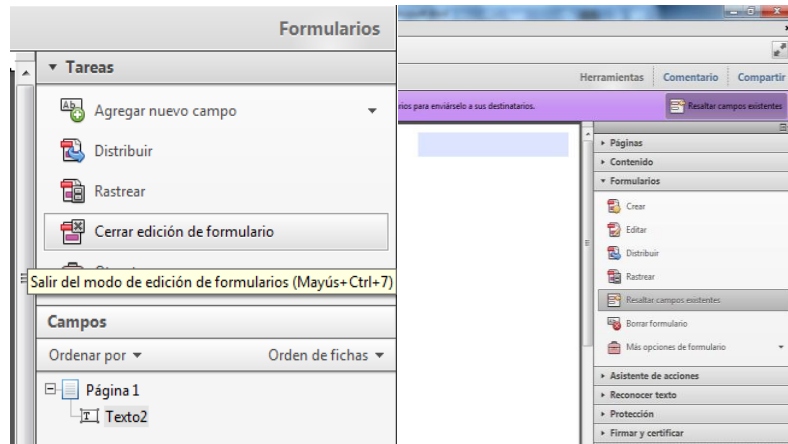 Formularios
Tareas
Agregar nuevo campo
Distribuir
Rastrear
Cerrar edición de formulario
Salir del modo de edición de formularios (Mayús+Ctrl+7)
Campos
Ordenar por
Orden de fichas
Página 1
Texto2
Herramientas
Comentario
Compartir
rios para enviárselo a sus destinatarios.
Resaltar campos existentes
Páginas
Contenido
Formularios
Crear
Editar
Distribuir
Rastrear
Resaltar campos existentes
Borrar formulario
Más opciones de formulario
Asistente de acciones
Reconocer texto
Protección
Firmar y certificar